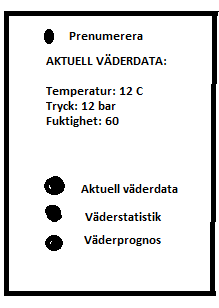 Prenumerera
AKTUELL VÄDERDATA:
Temperatur: 12 C
Tryck: 12 bar
Fuktighet: 60
Aktuell väderdata
Väderstatistik
Väderprognos